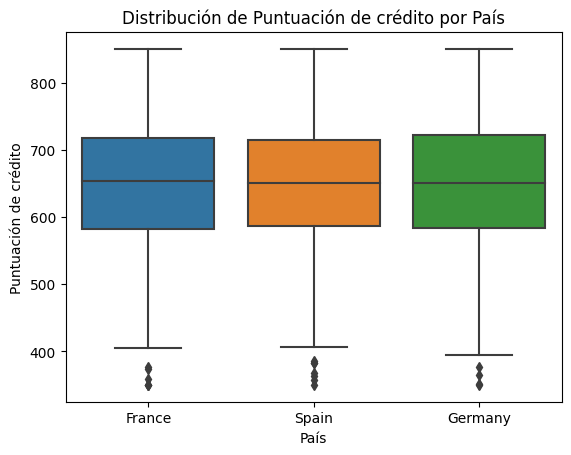 Distribución de Puntuación de crédito por País
Puntuación de crédito
800
700
600
500
400
France
Spain
Germany
País